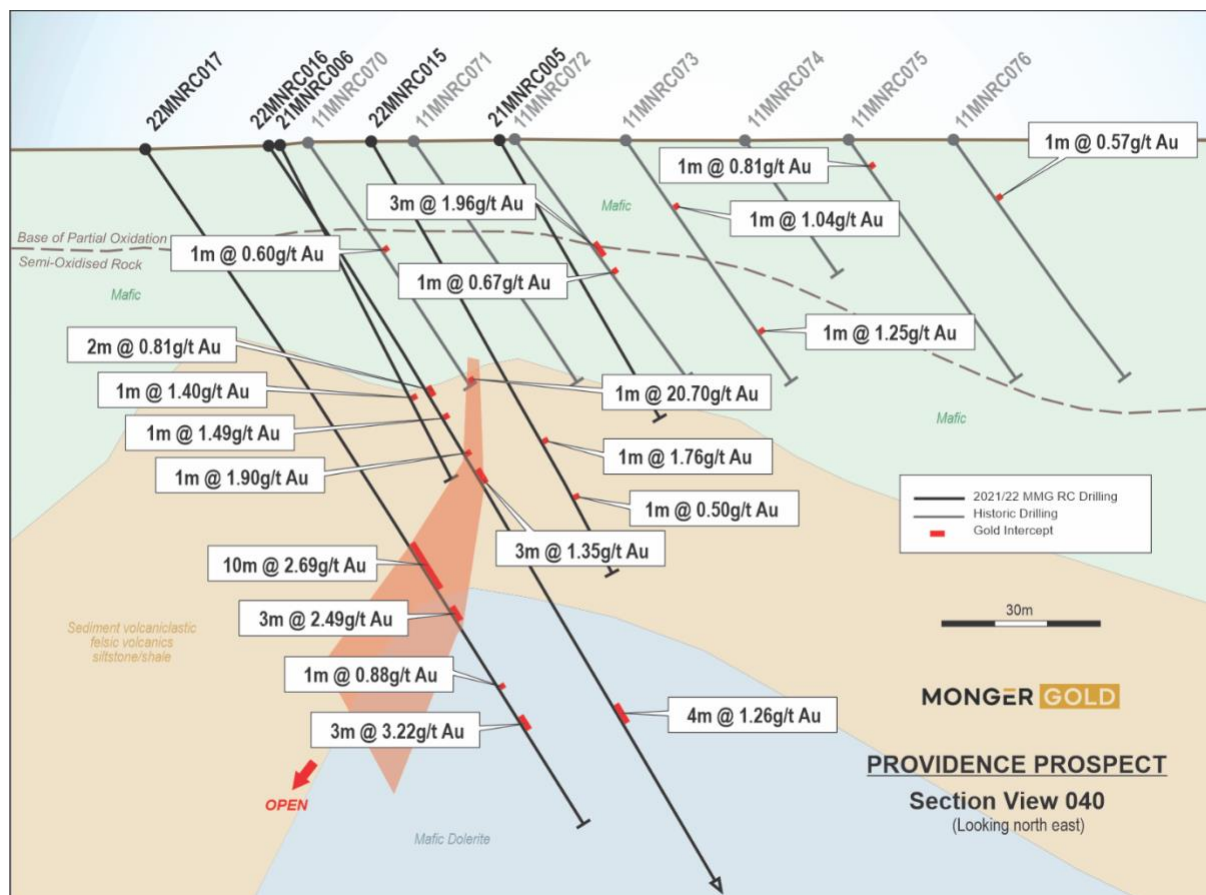 22MNRC017
22MNRC016
21MNRC006
11MNRC070
22MNRC015
11MNRC071
21MNRC005
11MNRC072
11MNRC073
11MNRC074
11MNRC075
11MNRC076
1m @ 0.57g/t Au
1m @ 0.81g/t Au
3m @ 1.96g/t Au
Mafic
1m @ 1.04g/t Au
Base of Partial Oxidation
1m @ 0.60g/t Au
Semi-Oxidised Rock
1m @ 0.67g/t Au
Mafic
1m @ 1.25g/t Au
2m @ 0.81g/t Au
1m @ 1.40g/t Au
1m @ 20.70g/t Au
Mafic
1m @ 1.49g/t Au
1m @ 1.76g/t Au
1m @ 1.90g/t Au
1m @ 0.50g/t Au
2021/22 MMG RC Drilling
Historic Drilling
Gold Intercept
3m @ 1.35g/t Au
10m @ 2.69g/t Au
3m @ 2.49g/t Au
30m
Sediment volcaniclastic
felsic volcanics
siltstone/shale
1m @ 0.88g/t Au
MONGER GOLD
4m @ 1.26g/t Au
3m @ 3.22g/t Au
PROVIDENCE PROSPECT
Section View 040
(Looking north east)
OPEN
Mafic Dolerite